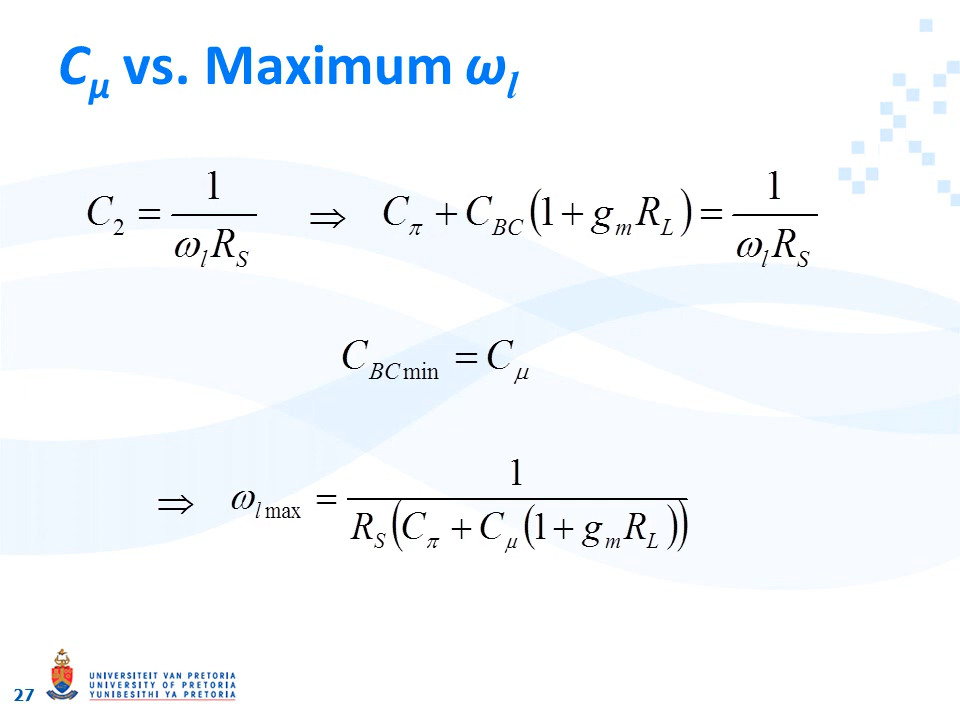 Cμ vs. Maximum ωl
C2 = 1 / (ωl RS) ⇒ Cπ + CBC (1 + gm RL) = 1 / (ωl RS)
CBC min = Cμ
⇒ ωl max = 1 / (RS (Cπ + Cμ (1 + gm RL)))
UNIVERSITEIT VAN PRETORIA
UNIVERSITY OF PRETORIA
YUNIBESITHI YA PRETORIA
27